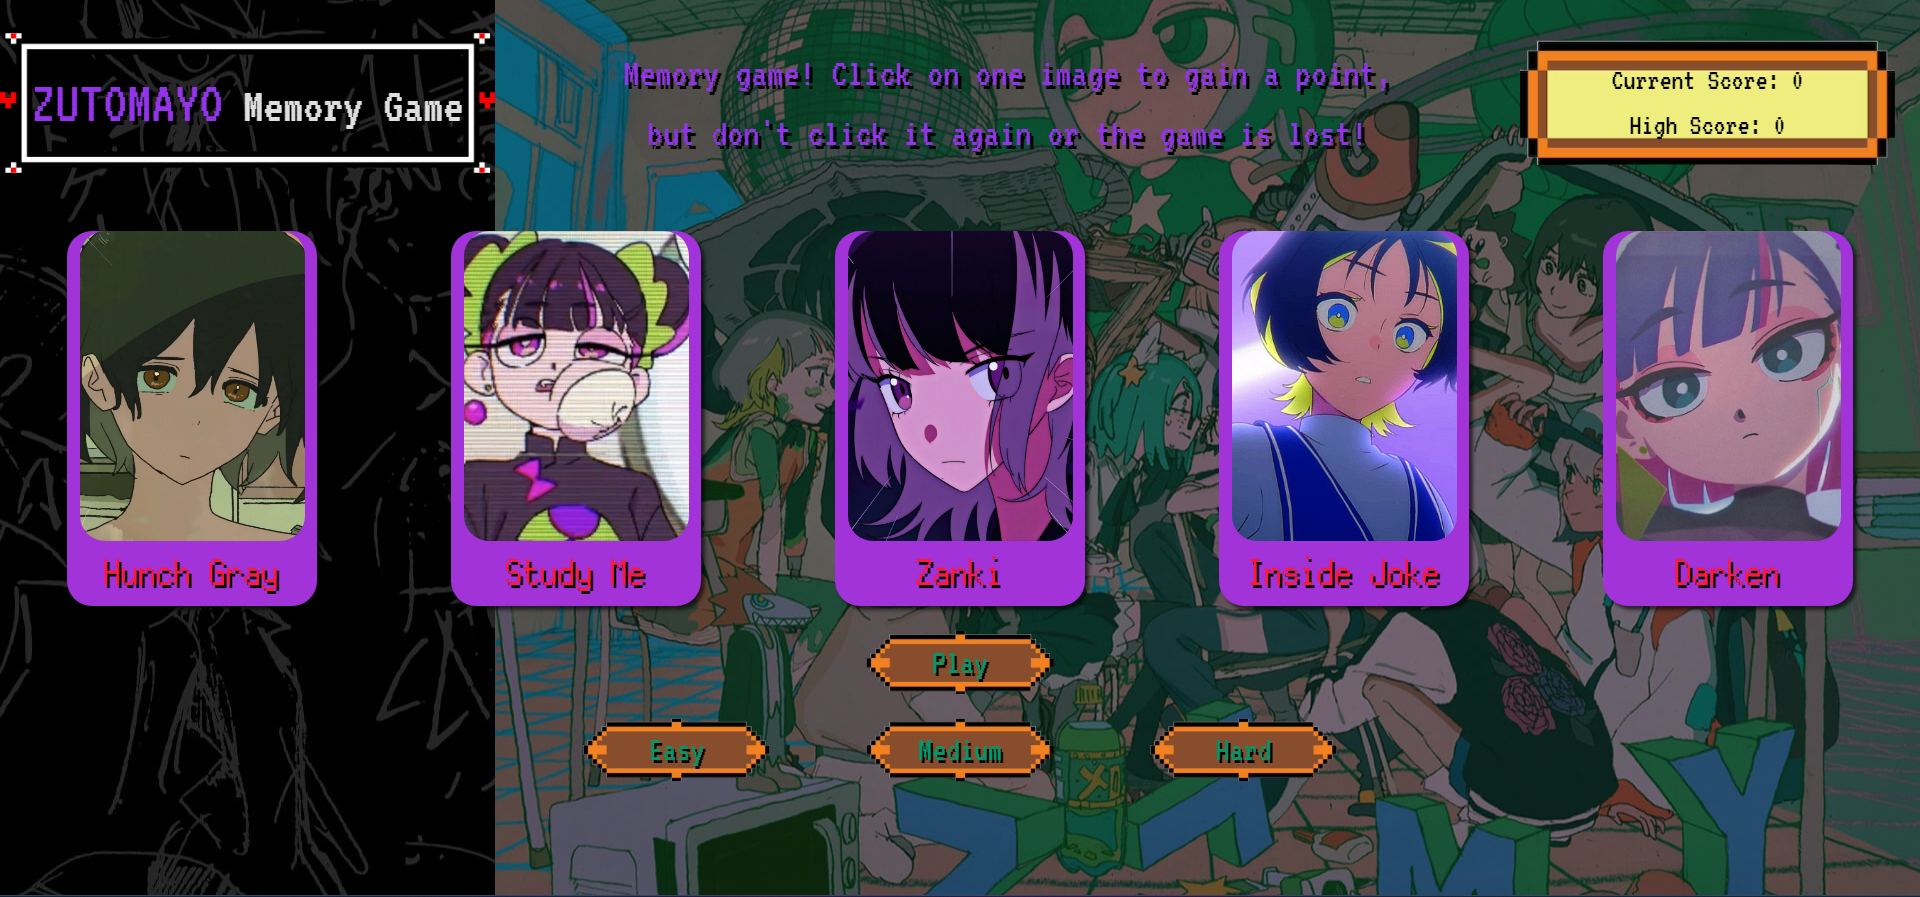 ZUTOMAYO Memory Game
Memory game! Click on one image to gain a point,
but don't click it again or the game is lost!
Current Score: 0
High Score: 0
Hunch Gray
Study Me
Zanki
Inside Joke
Darken
Play
Easy
Medium
Hard